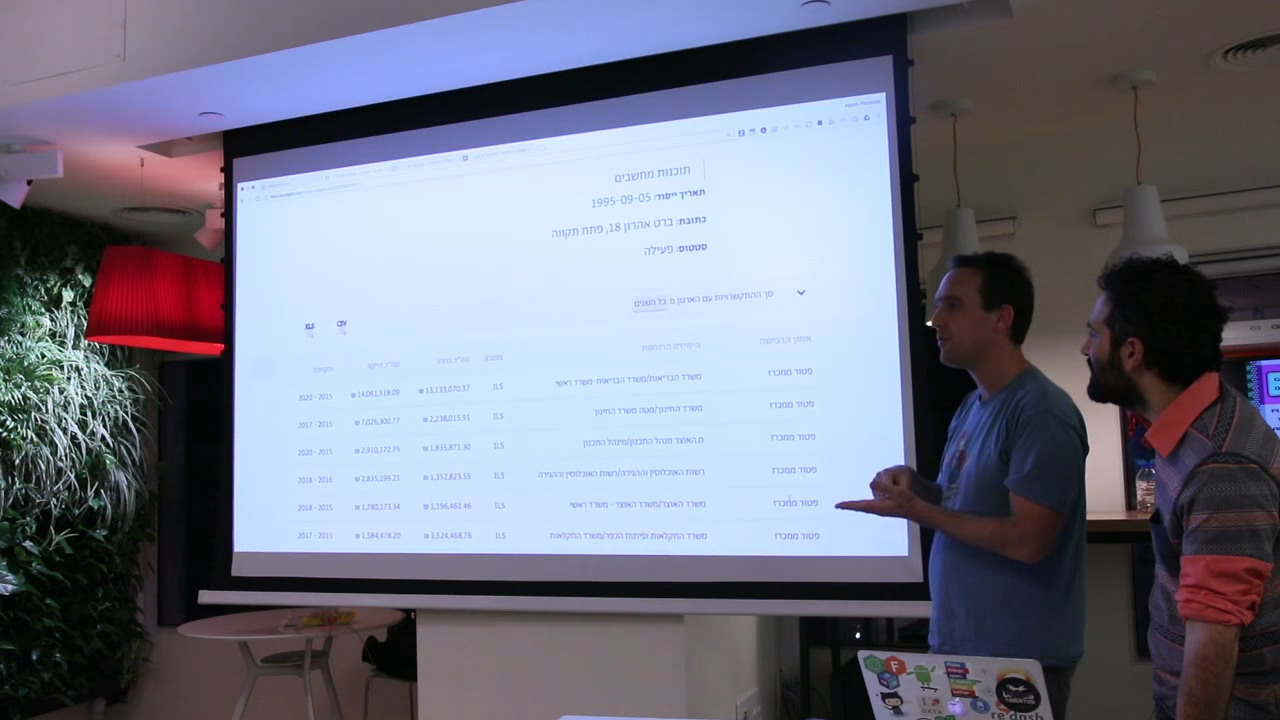 תוכנות מחשבים
תאריך ייסוד: 1995-09-05
כתובת: ברט אהרון 18, פתח תקווה
סטטוס: פעילה
סך ההתקשרויות עם הארגון מ כל השנים
XLS CSV
אופן הרכישה היחידה הרוכשת מטבע סה"כ בוצע סה"כ היקף תקופה
פטור ממכרז משרד הבריאות/משרד הבריאות-משרד ראשי ILS ₪ 13,133,070.37 ₪ 14,061,518.09 2020 - 2015
פטור ממכרז משרד החינוך/מטה משרד החינוך ILS ₪ 2,238,015.91 ₪ 7,026,300.77 2017 - 2015
פטור ממכרז מ.האוצר מנהל התכנון/מינהל התכנון ILS ₪ 1,835,871.30 ₪ 2,910,172.75 2020 - 2015
פטור ממכרז רשות האוכלוסין וההגירה/רשות האוכלוסין וההגירה ILS ₪ 1,352,823.59 ₪ 2,835,199.21 2018 - 2016
פטור ממכרז משרד האוצר/משרד האוצר - משרד ראשי ILS ₪ 1,196,461.46 ₪ 1,780,173.34 2018 - 2015
פטור ממכרז משרד החקלאות ופיתוח הכפר/משרד החקלאות ILS ₪ 1,524,468.76 ₪ 1,584,478.20 2017 - 2015
F
I
DATA
re:dash